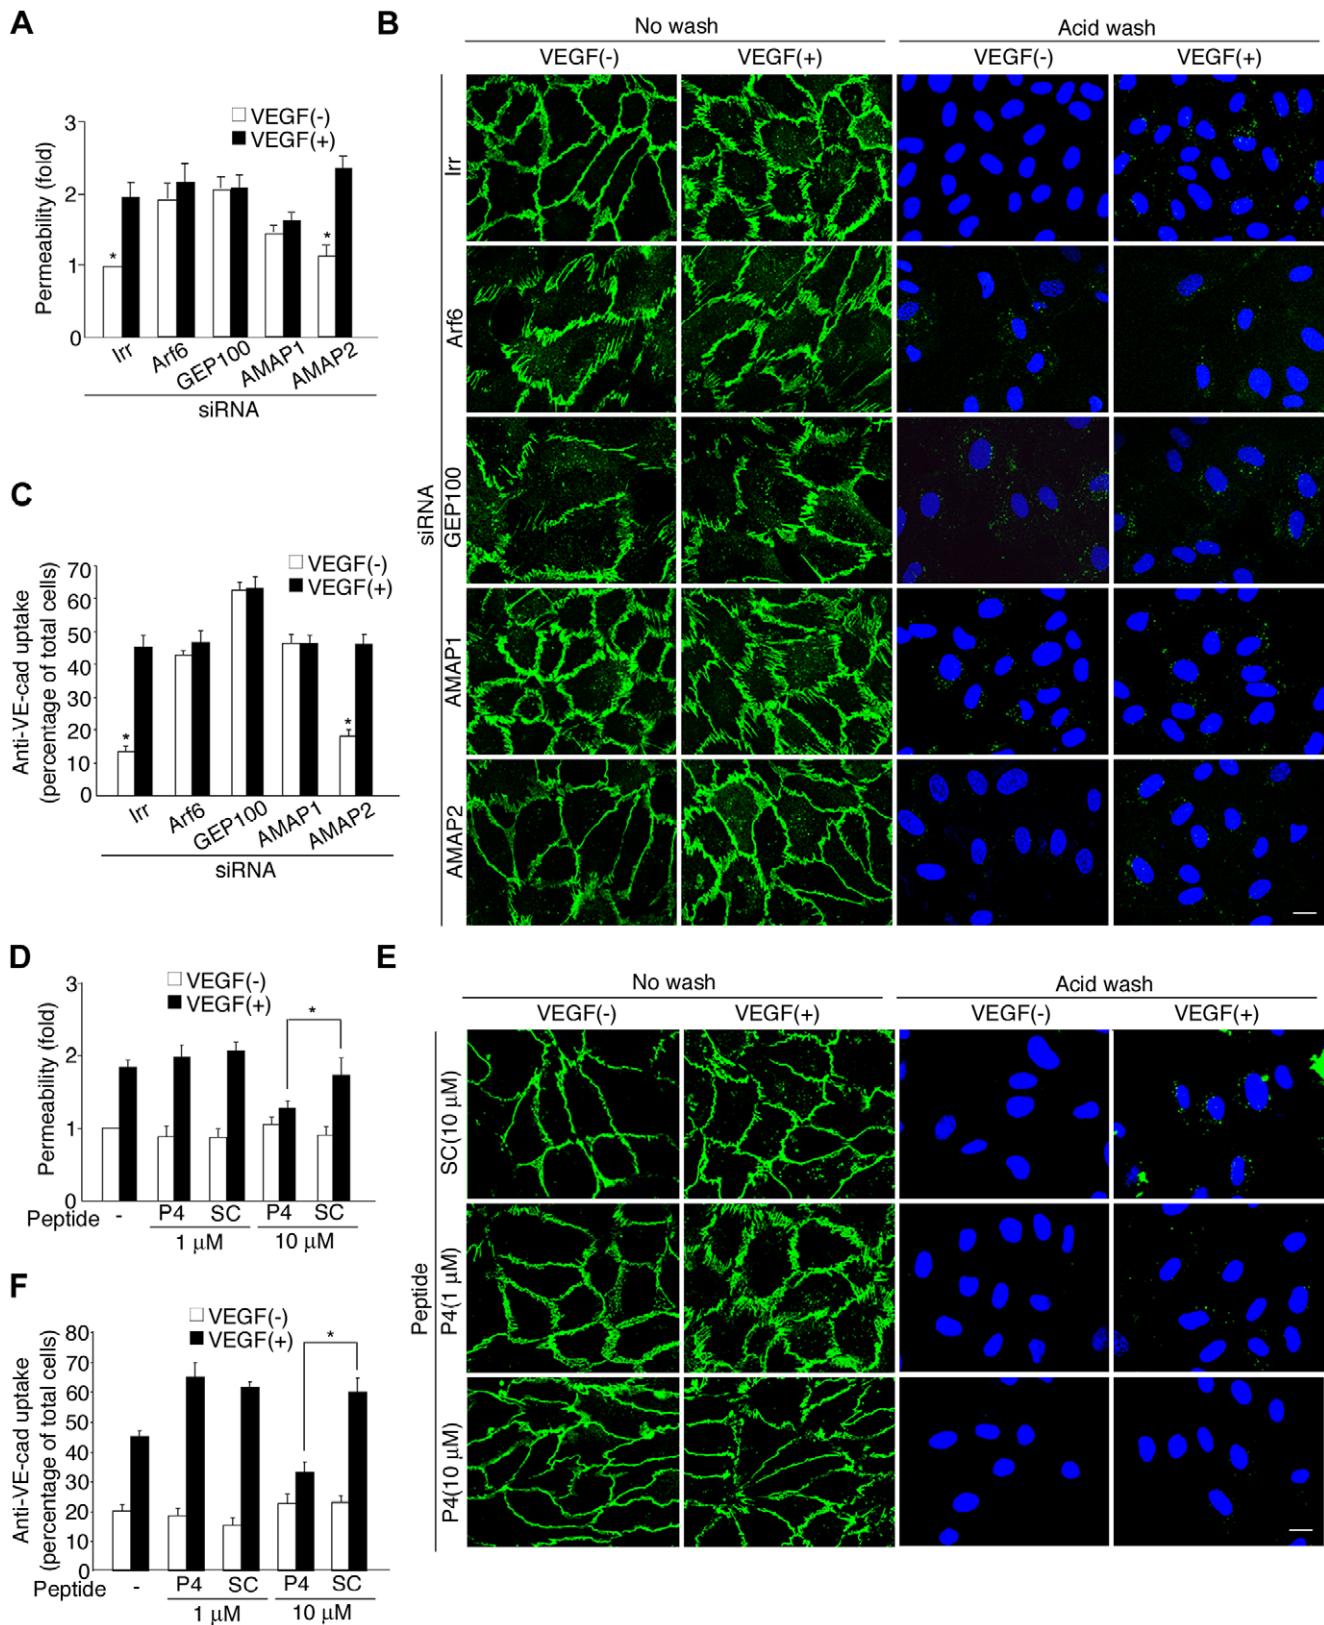 A
VEGF(-)
VEGF(+)
Permeability (fold)
3
2
1
0
*
*
Irr
Arf6
GEP100
AMAP1
AMAP2
siRNA
B
No wash
Acid wash
VEGF(-)
VEGF(+)
VEGF(-)
VEGF(+)
siRNA
Irr
Arf6
GEP100
AMAP1
AMAP2
C
VEGF(-)
VEGF(+)
Anti-VE-cad uptake
(percentage of total cells)
70
60
50
40
30
20
10
0
*
*
Irr
Arf6
GEP100
AMAP1
AMAP2
siRNA
D
VEGF(-)
VEGF(+)
Permeability (fold)
3
2
1
0
*
Peptide - P4 SC P4 SC
1 µM 10 µM
E
No wash
Acid wash
VEGF(-)
VEGF(+)
VEGF(-)
VEGF(+)
Peptide
SC(10 µM)
P4(1 µM)
P4(10 µM)
F
VEGF(-)
VEGF(+)
Anti-VE-cad uptake
(percentage of total cells)
80
70
60
50
40
30
20
10
0
*
Peptide - P4 SC P4 SC
1 µM 10 µM